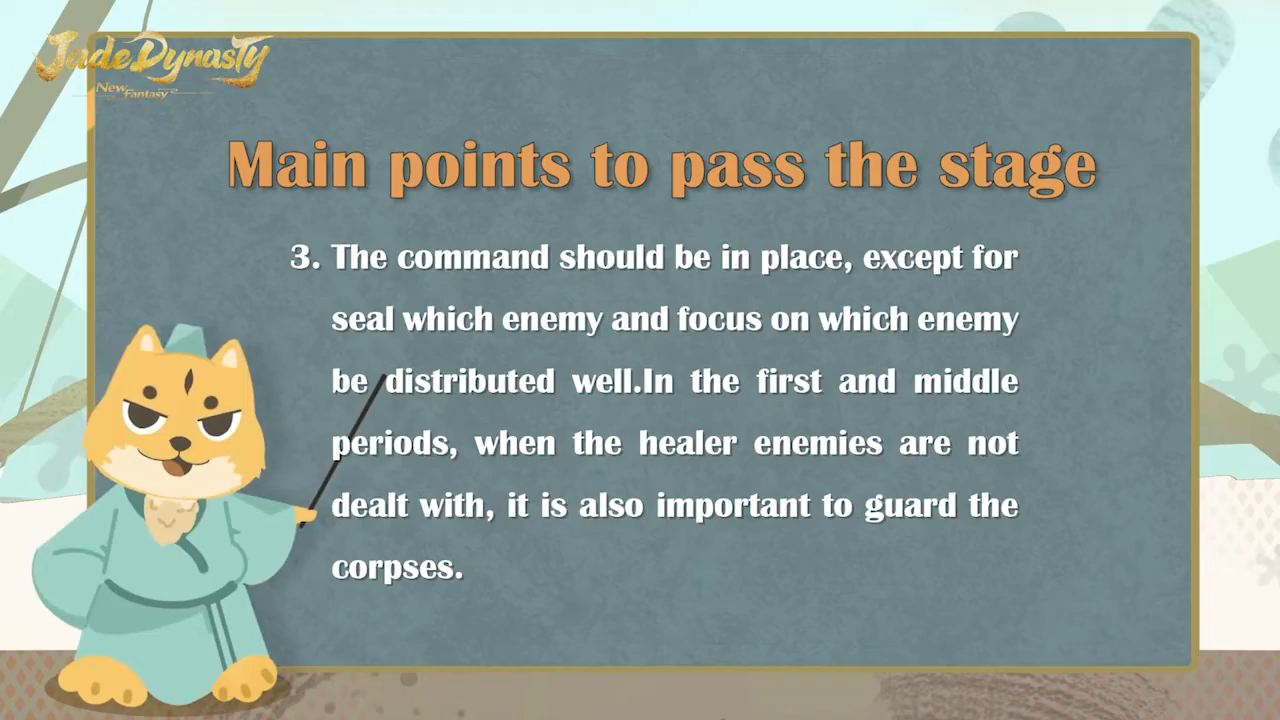 Jade Dynasty
New Fantasy
Main points to pass the stage
3. The command should be in place, except for
seal which enemy and focus on which enemy
be distributed well.In the first and middle
periods, when the healer enemies are not
dealt with, it is also important to guard the
corpses.